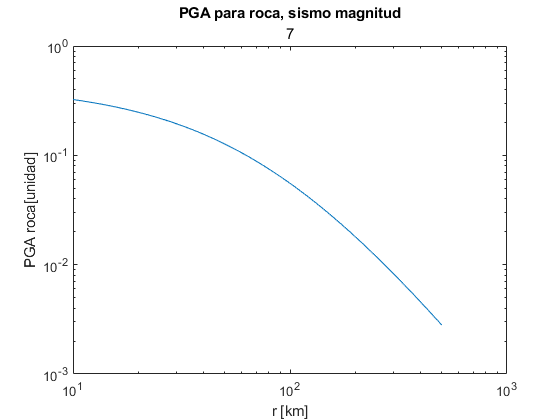 PGA para roca, sismo magnitud
7
10^0
10^-1
10^-2
10^-3
PGA roca[unidad]
10^1
10^2
10^3
r [km]